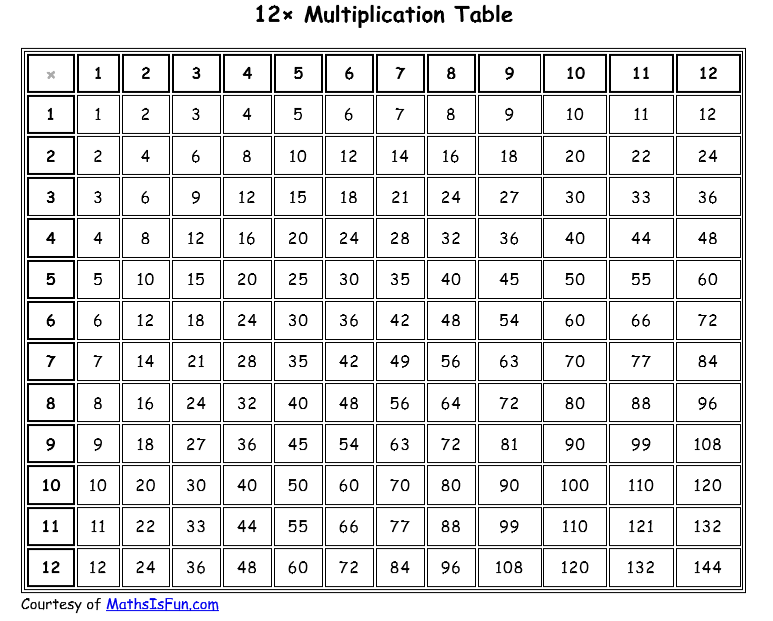 12× Multiplication Table
× 1 2 3 4 5 6 7 8 9 10 11 12
1 1 2 3 4 5 6 7 8 9 10 11 12
2 2 4 6 8 10 12 14 16 18 20 22 24
3 3 6 9 12 15 18 21 24 27 30 33 36
4 4 8 12 16 20 24 28 32 36 40 44 48
5 5 10 15 20 25 30 35 40 45 50 55 60
6 6 12 18 24 30 36 42 48 54 60 66 72
7 7 14 21 28 35 42 49 56 63 70 77 84
8 8 16 24 32 40 48 56 64 72 80 88 96
9 9 18 27 36 45 54 63 72 81 90 99 108
10 10 20 30 40 50 60 70 80 90 100 110 120
11 11 22 33 44 55 66 77 88 99 110 121 132
12 12 24 36 48 60 72 84 96 108 120 132 144
Courtesy of MathsIsFun.com